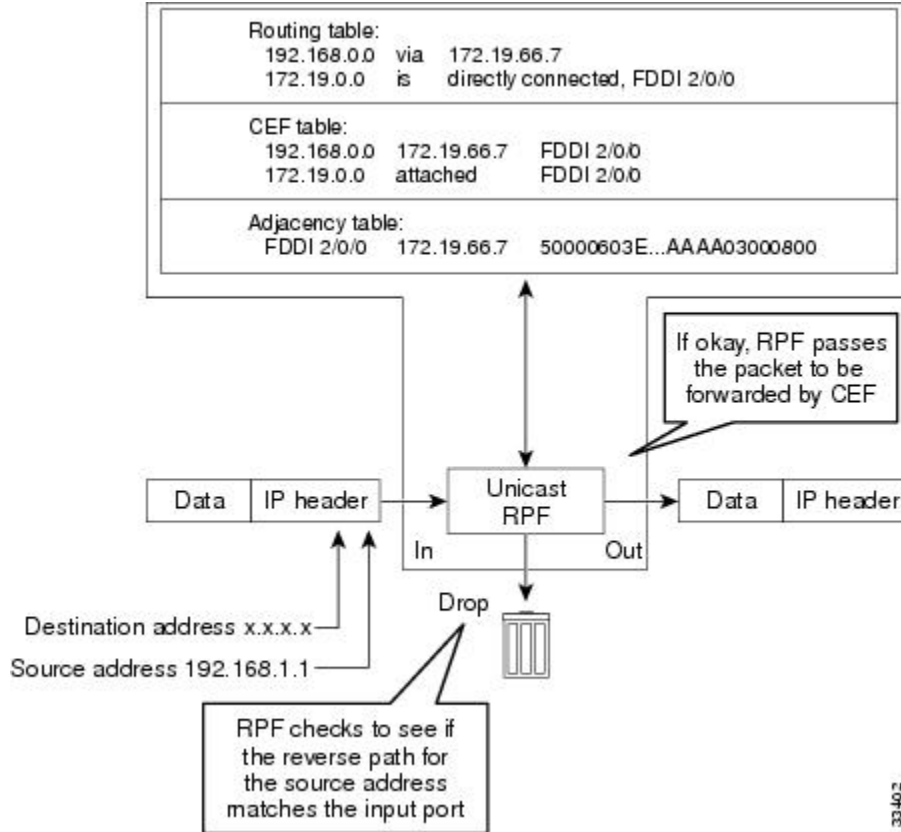 Routing table:
192.168.0.0 via 172.19.66.7
172.19.0.0 is directly connected, FDDI 2/0/0
CEF table:
192.168.0.0 172.19.66.7 FDDI 2/0/0
172.19.0.0 attached FDDI 2/0/0
Adjacency table:
FDDI 2/0/0 172.19.66.7 50000603E...AAAA03000800
If okay, RPF passes
the packet to be
forwarded by CEF
Data IP header
Unicast
RPF
Data IP header
In
Out
Drop
Destination address x.x.x.x
Source address 192.168.1.1
RPF checks to see if
the reverse path for
the source address
matches the input port
33402